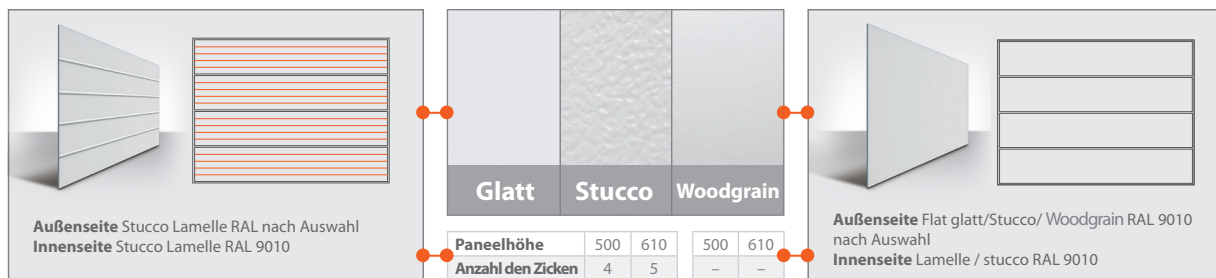 Außenseite Stucco Lamelle RAL nach Auswahl
Innenseite Stucco Lamelle RAL 9010
Glatt Stucco Woodgrain
Paneelhöhe 500 610 500 610
Anzahl den Zicken 4 5 – –
Außenseite Flat glatt/Stucco/ Woodgrain RAL 9010
nach Auswahl
Innenseite Lamelle / stucco RAL 9010